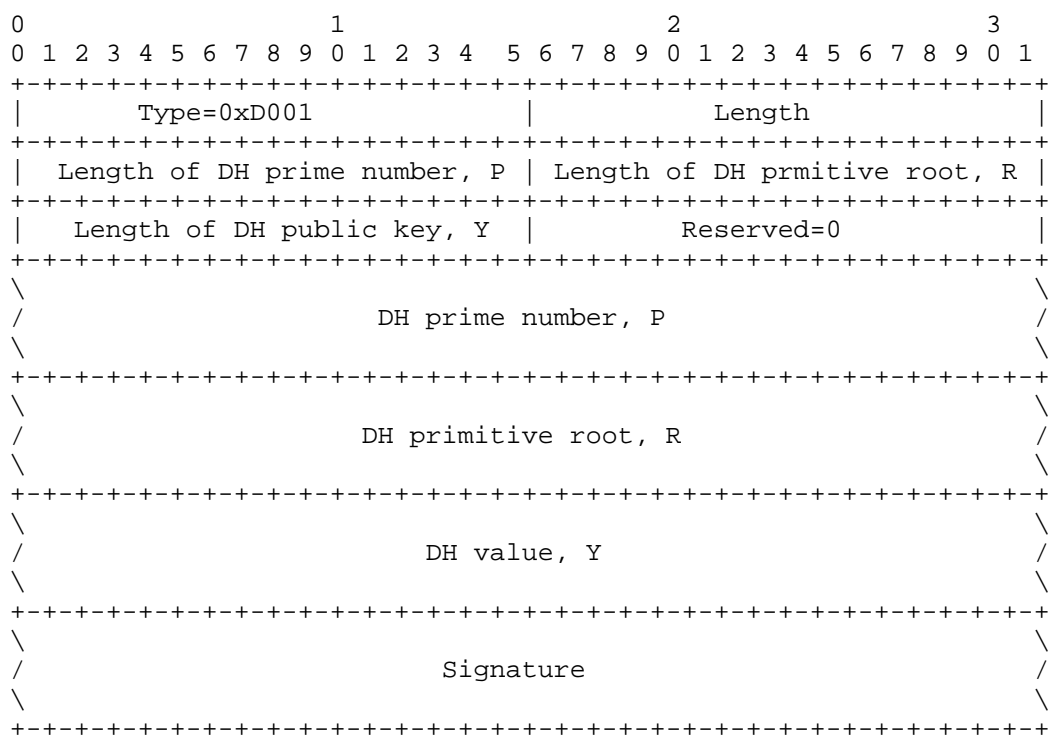 0 1 2 3
0 1 2 3 4 5 6 7 8 9 0 1 2 3 4 5 6 7 8 9 0 1 2 3 4 5 6 7 8 9 0 1
+-+-+-+-+-+-+-+-+-+-+-+-+-+-+-+-+-+-+-+-+-+-+-+-+-+-+-+-+-+-+-+-+
| Type=0xD001 | Length |
+-+-+-+-+-+-+-+-+-+-+-+-+-+-+-+-+-+-+-+-+-+-+-+-+-+-+-+-+-+-+-+-+
| Length of DH prime number, P | Length of DH prmitive root, R |
+-+-+-+-+-+-+-+-+-+-+-+-+-+-+-+-+-+-+-+-+-+-+-+-+-+-+-+-+-+-+-+-+
| Length of DH public key, Y | Reserved=0 |
+-+-+-+-+-+-+-+-+-+-+-+-+-+-+-+-+-+-+-+-+-+-+-+-+-+-+-+-+-+-+-+-+
\ \
/ DH prime number, P /
\ \
+-+-+-+-+-+-+-+-+-+-+-+-+-+-+-+-+-+-+-+-+-+-+-+-+-+-+-+-+-+-+-+-+
\ \
/ DH primitive root, R /
\ \
+-+-+-+-+-+-+-+-+-+-+-+-+-+-+-+-+-+-+-+-+-+-+-+-+-+-+-+-+-+-+-+-+
\ \
/ DH value, Y /
\ \
+-+-+-+-+-+-+-+-+-+-+-+-+-+-+-+-+-+-+-+-+-+-+-+-+-+-+-+-+-+-+-+-+
\ \
/ Signature /
\ \
+-+-+-+-+-+-+-+-+-+-+-+-+-+-+-+-+-+-+-+-+-+-+-+-+-+-+-+-+-+-+-+-+